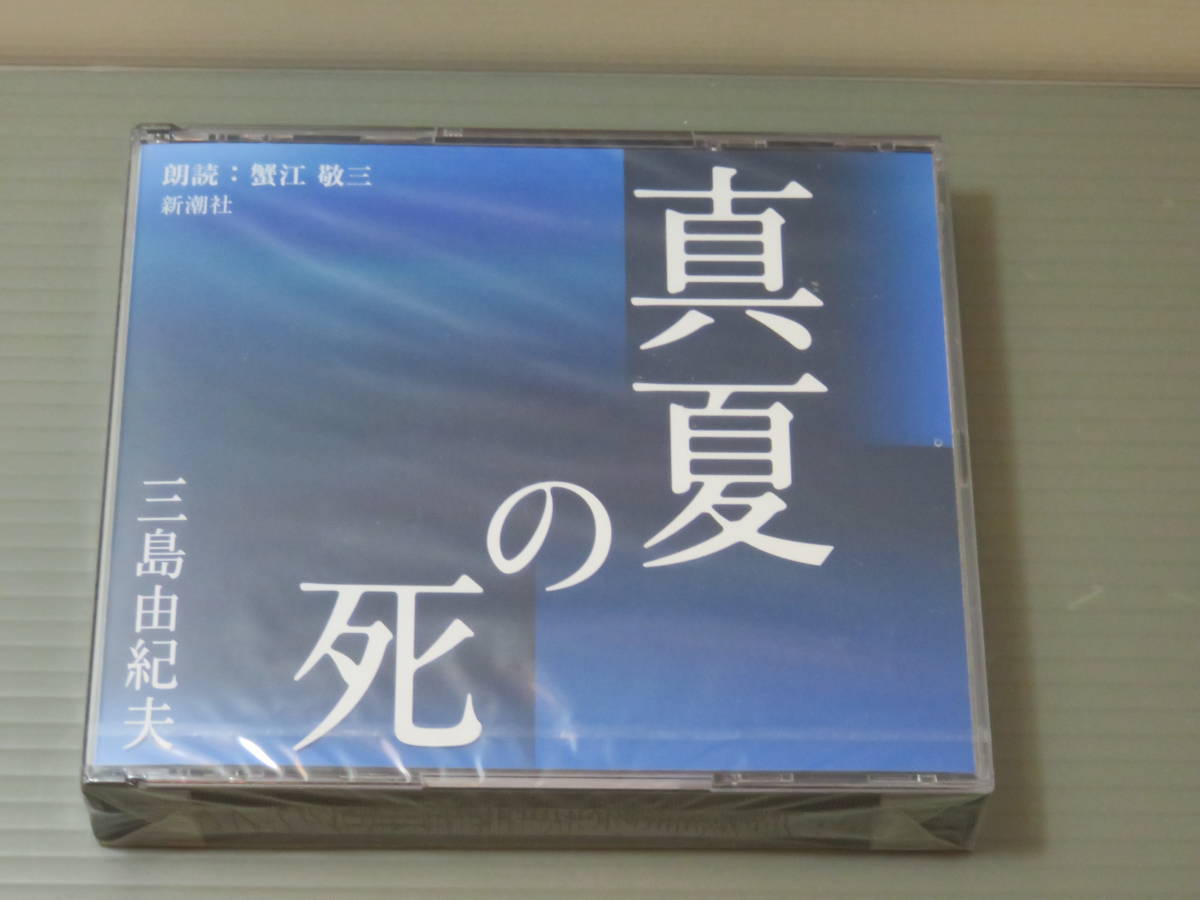 朗読：蟹江 敬三
新潮社
真夏の死
三島由紀夫